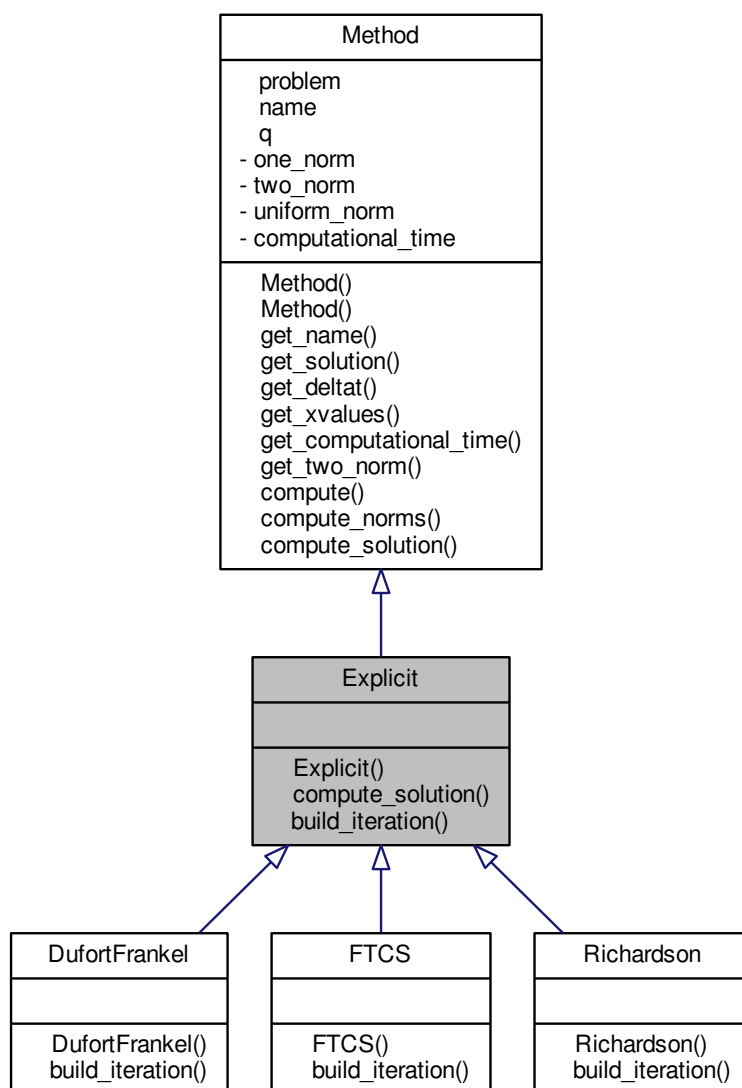 Method
problem
name
q
- one_norm
- two_norm
- uniform_norm
- computational_time
Method()
Method()
get_name()
get_solution()
get_deltat()
get_xvalues()
get_computational_time()
get_two_norm()
compute()
compute_norms()
compute_solution()
Explicit
Explicit()
compute_solution()
build_iteration()
DufortFrankel
DufortFrankel()
build_iteration()
FTCS
FTCS()
build_iteration()
Richardson
Richardson()
build_iteration()